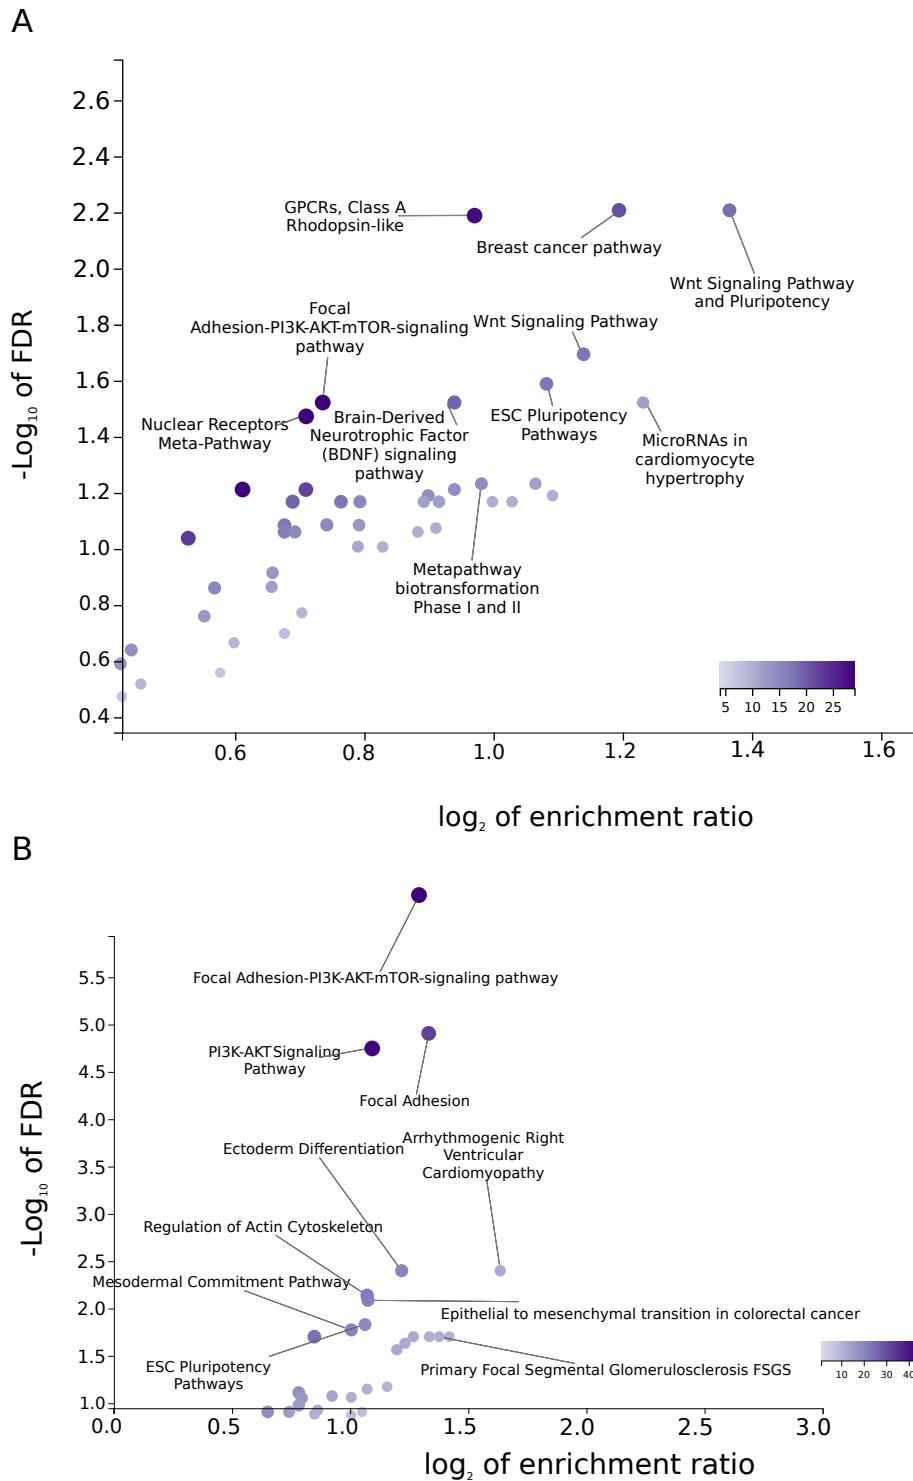 A
2.6
2.4
2.2
2.0
1.8
1.6
1.4
1.2
1.0
0.8
0.6
0.4
-Log10 of FDR
GPCRs, Class A
Rhodopsin-like
Breast cancer pathway
Wnt Signaling Pathway
and Pluripotency
Focal
Adhesion-PI3K-AKT-mTOR-signaling
pathway
Wnt Signaling Pathway
Nuclear Receptors
Meta-Pathway
Brain-Derived
Neurotrophic Factor
(BDNF) signaling
pathway
ESC Pluripotency
Pathways
MicroRNAs in
cardiomyocyte
hypertrophy
Metapathway
biotransformation
Phase I and II
5 10 15 20 25
0.6 0.8 1.0 1.2 1.4 1.6
log2 of enrichment ratio
B
5.5
5.0
4.5
4.0
3.5
3.0
2.5
2.0
1.5
1.0
-Log10 of FDR
Focal Adhesion-PI3K-AKT-mTOR-signaling pathway
PI3K-AKT Signaling
Pathway
Focal Adhesion
Ectoderm Differentiation
Arrhythmogenic Right
Ventricular
Cardiomyopathy
Regulation of Actin Cytoskeleton
Mesodermal Commitment Pathway
Epithelial to mesenchymal transition in colorectal cancer
ESC Pluripotency
Pathways
Primary Focal Segmental Glomerulosclerosis FSGS
10 20 30 40
0.0 0.5 1.0 1.5 2.0 2.5 3.0
log2 of enrichment ratio